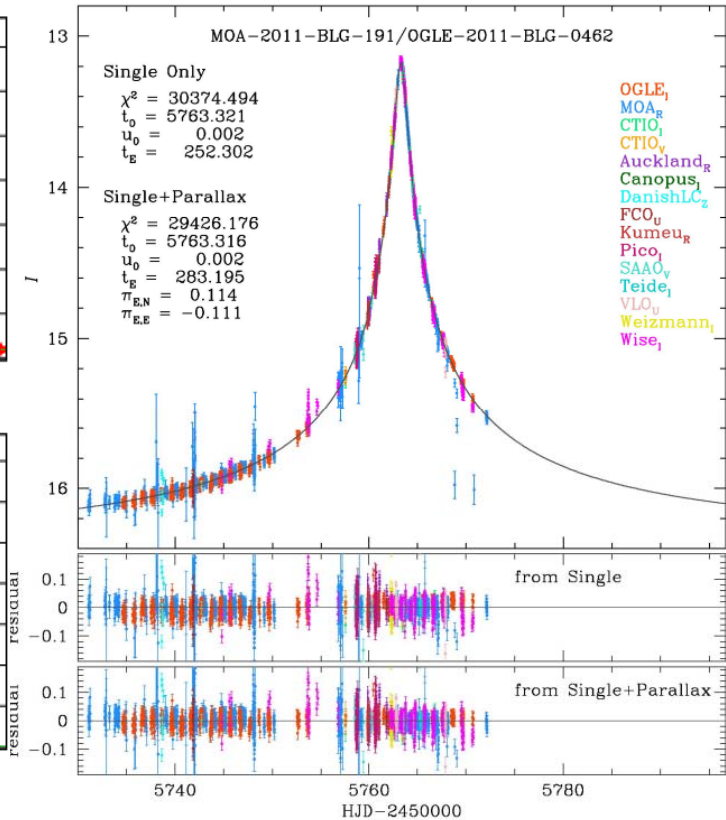 MOA-2011-BLG-191/OGLE-2011-BLG-0462
Single Only
χ² = 30374.494
t₀ = 5763.321
u₀ = 0.002
t_E = 252.302
Single+Parallax
χ² = 29426.176
t₀ = 5763.316
u₀ = 0.002
t_E = 283.195
π_E,N = 0.114
π_E,E = −0.111
OGLE_I
MOA_R
CTIO_I
CTIO_V
Auckland_R
Canopus_I
DanishLC_Z
FCO_U
Kumeu_R
Pico_I
SAAO_V
Teide_I
VLO_U
Weizmann_I
Wise_I
13
14
I
15
16
from Single
residual
0.1
0
−0.1
from Single+Parallax
residual
0.1
0
−0.1
5740 5760 5780
HJD−2450000